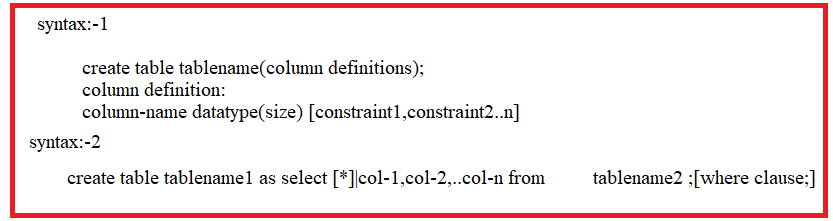 syntax:-1
create table tablename(column definitions);
column definition:
column-name datatype(size) [constraint1,constraint2..n]
syntax:-2
create table tablename1 as select [*]|col-1,col-2,..col-n from tablename2 ;[where clause;]